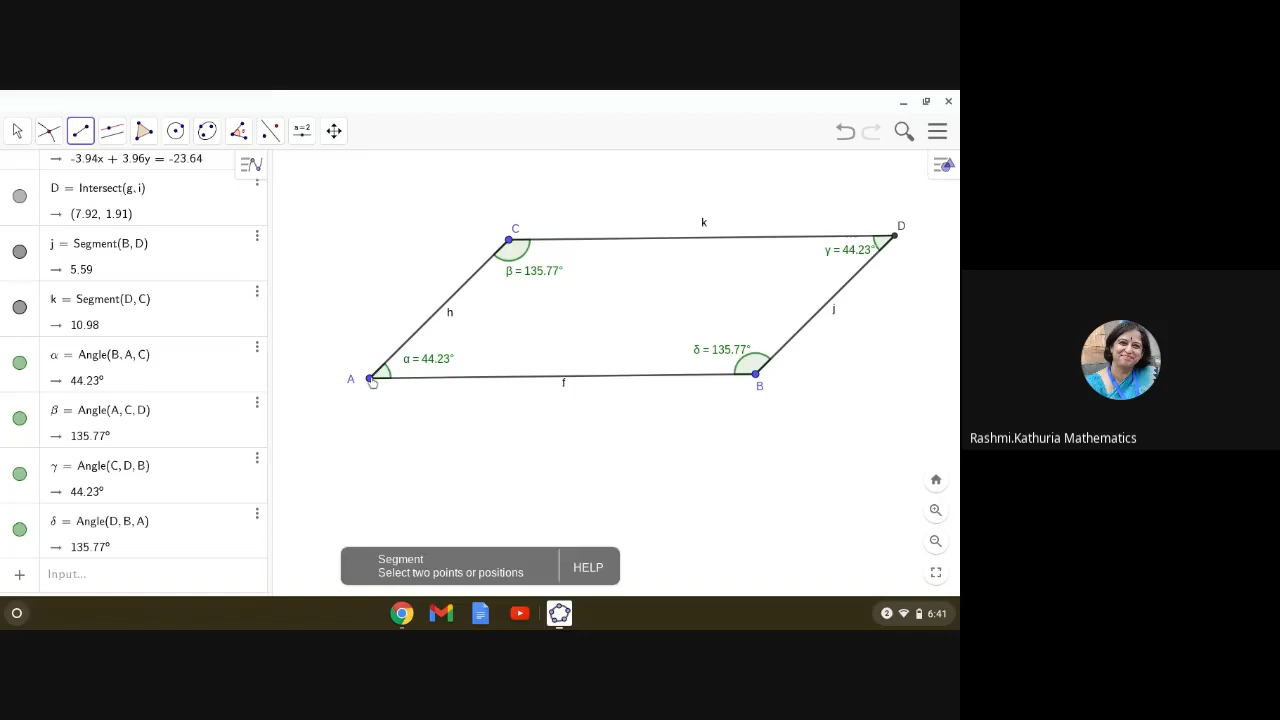 a=2
→ -3.94x + 3.96y = -23.64
D = Intersect(g, i)
→ (7.92, 1.91)
j = Segment(B, D)
→ 5.59
k = Segment(D, C)
→ 10.98
α = Angle(B, A, C)
→ 44.23°
β = Angle(A, C, D)
→ 135.77°
γ = Angle(C, D, B)
→ 44.23°
δ = Angle(D, B, A)
→ 135.77°
Input...
C
k
D
β = 135.77°
γ = 44.23°
h
j
α = 44.23°
δ = 135.77°
A
f
B
Segment
Select two points or positions
HELP
2
6:41
Rashmi.Kathuria Mathematics